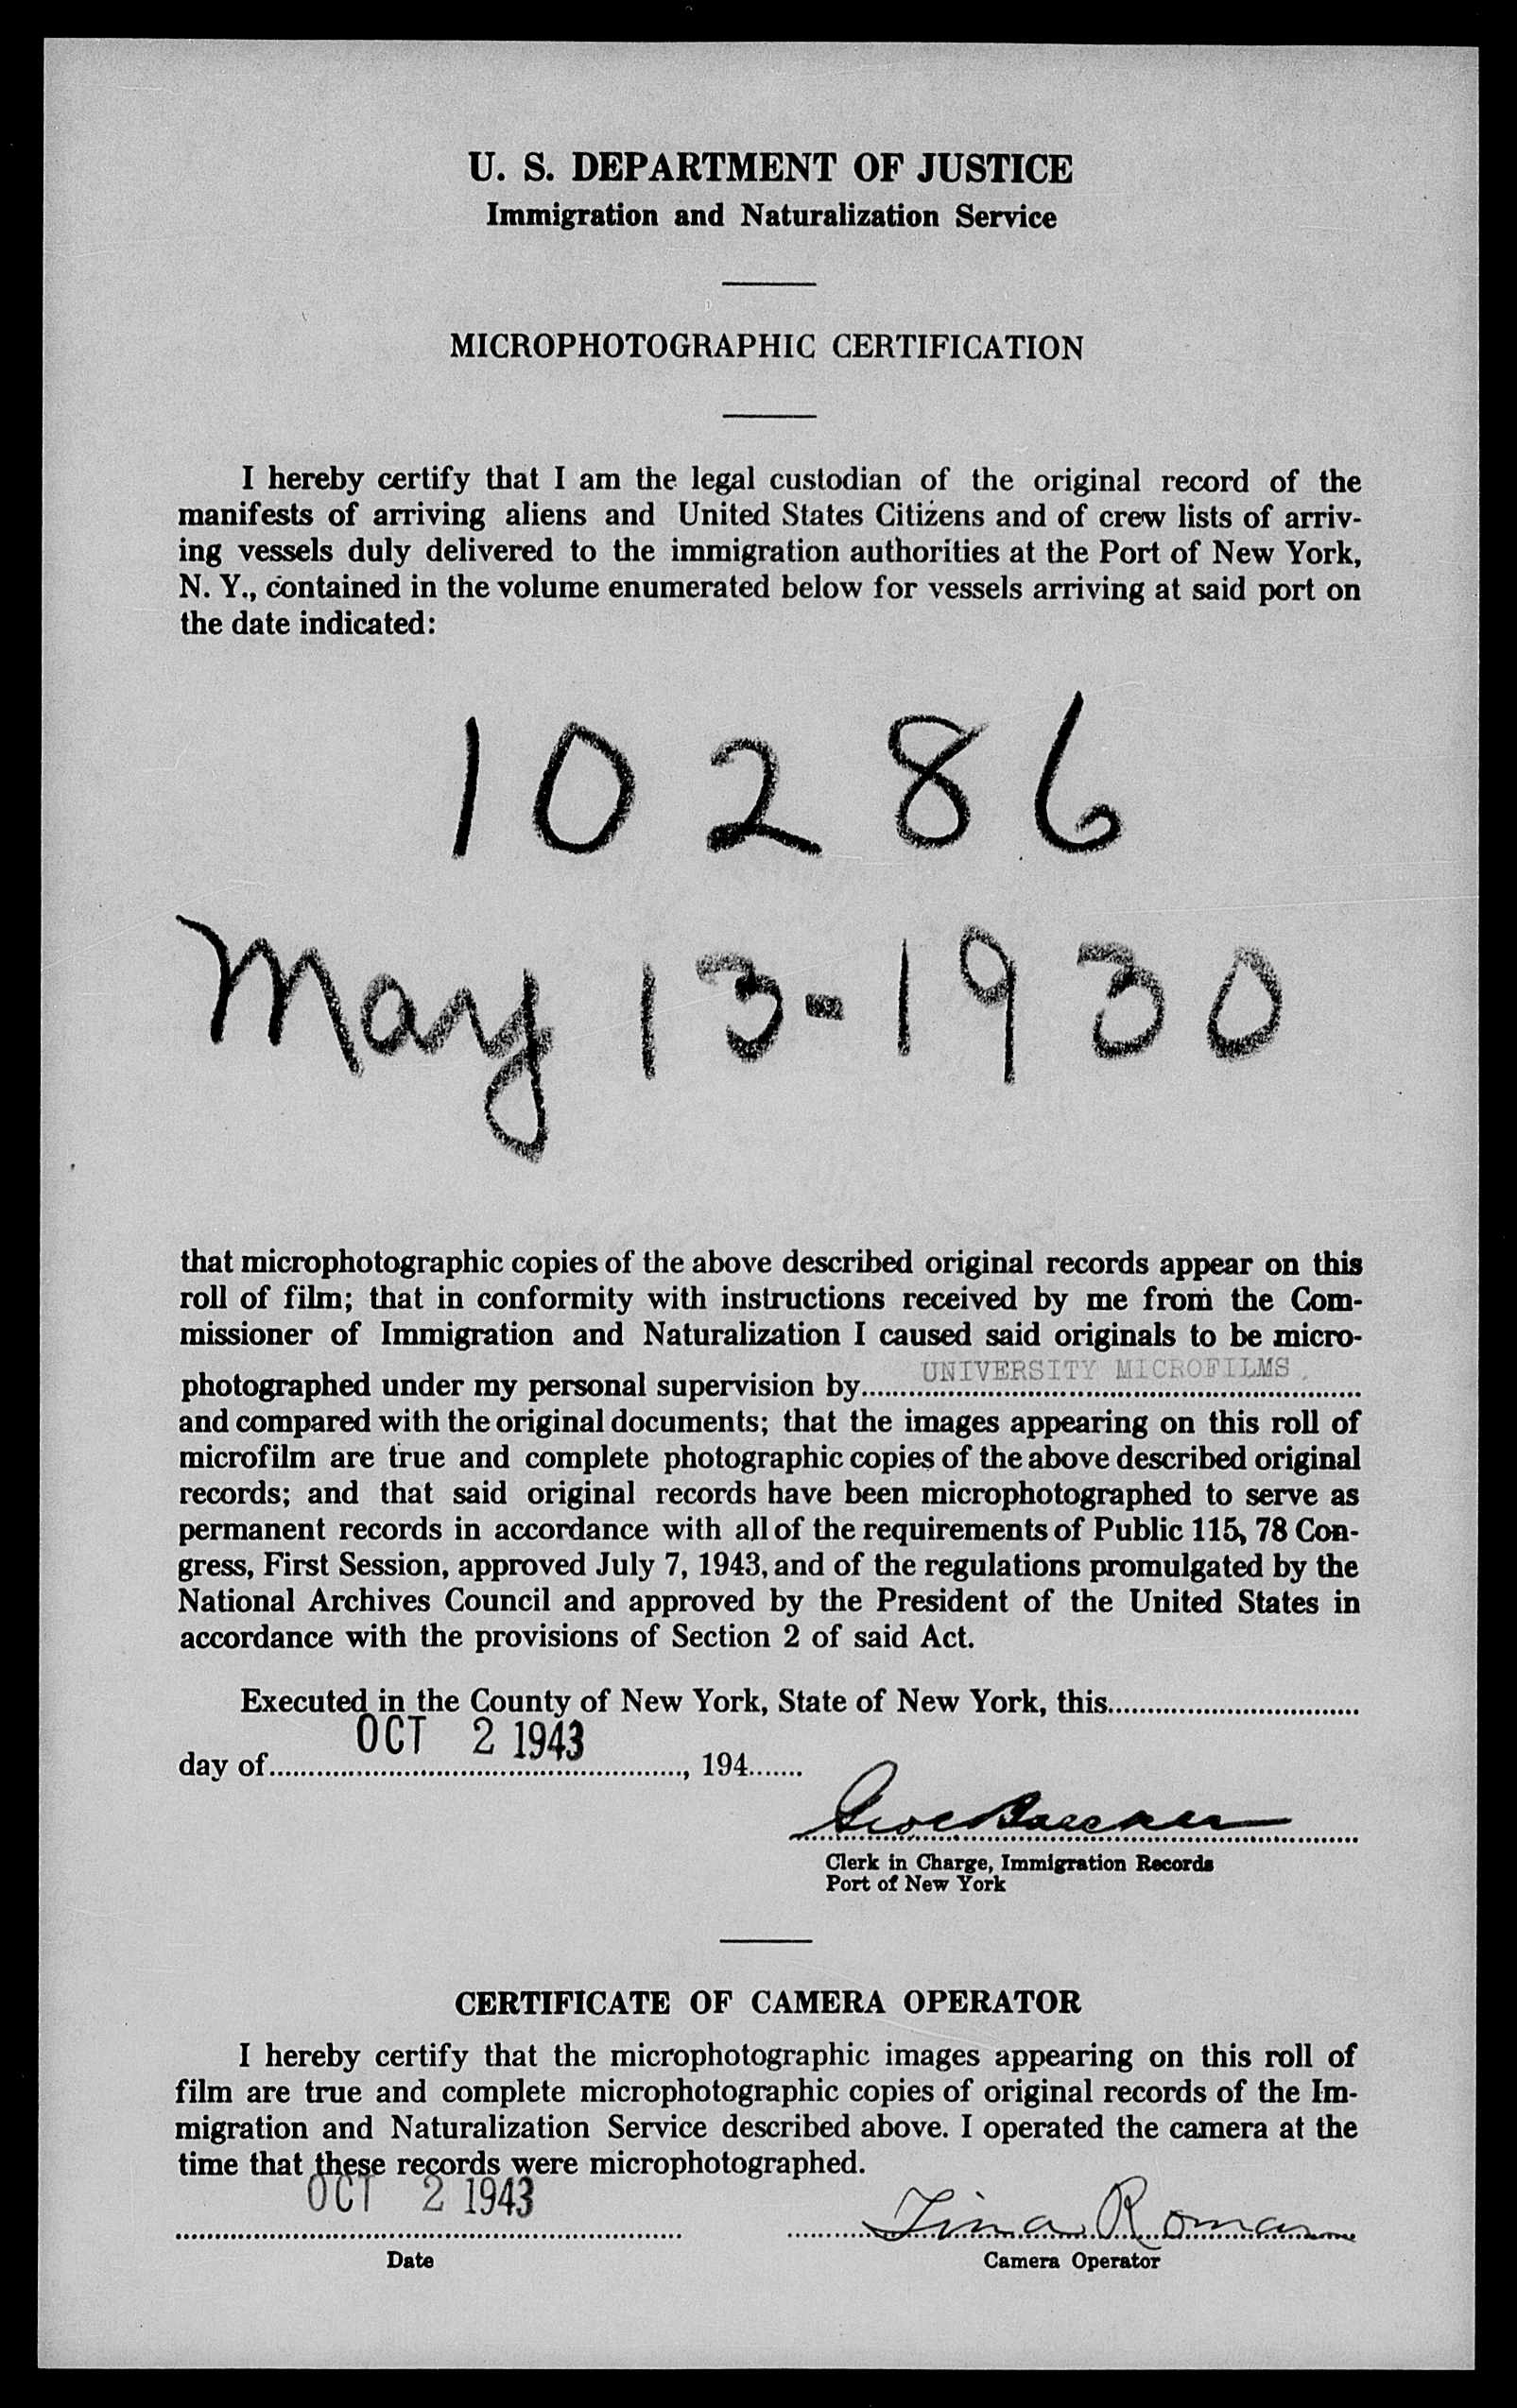 U. S. DEPARTMENT OF JUSTICE
Immigration and Naturalization Service
MICROPHOTOGRAPHIC CERTIFICATION
I hereby certify that I am the legal custodian of the original record of the
manifests of arriving aliens and United States Citizens and of crew lists of arriv-
ing vessels duly delivered to the immigration authorities at the Port of New York,
N. Y., contained in the volume enumerated below for vessels arriving at said port on
the date indicated:
10286
May 13-1930
that microphotographic copies of the above described original records appear on this
roll of film; that in conformity with instructions received by me from the Com-
missioner of Immigration and Naturalization I caused said originals to be micro-
photographed under my personal supervision by UNIVERSITY MICROFILMS
and compared with the original documents; that the images appearing on this roll of
microfilm are true and complete photographic copies of the above described original
records; and that said original records have been microphotographed to serve as
permanent records in accordance with all of the requirements of Public 115, 78 Con-
gress, First Session, approved July 7, 1943, and of the regulations promulgated by the
National Archives Council and approved by the President of the United States in
accordance with the provisions of Section 2 of said Act.
Executed in the County of New York, State of New York, this
day of OCT 2 1943, 194
Clerk in Charge, Immigration Records
Port of New York
CERTIFICATE OF CAMERA OPERATOR
I hereby certify that the microphotographic images appearing on this roll of
film are true and complete microphotographic copies of original records of the Im-
migration and Naturalization Service described above. I operated the camera at the
time that these records were microphotographed.
OCT 2 1943 Tina Roman
Date Camera Operator